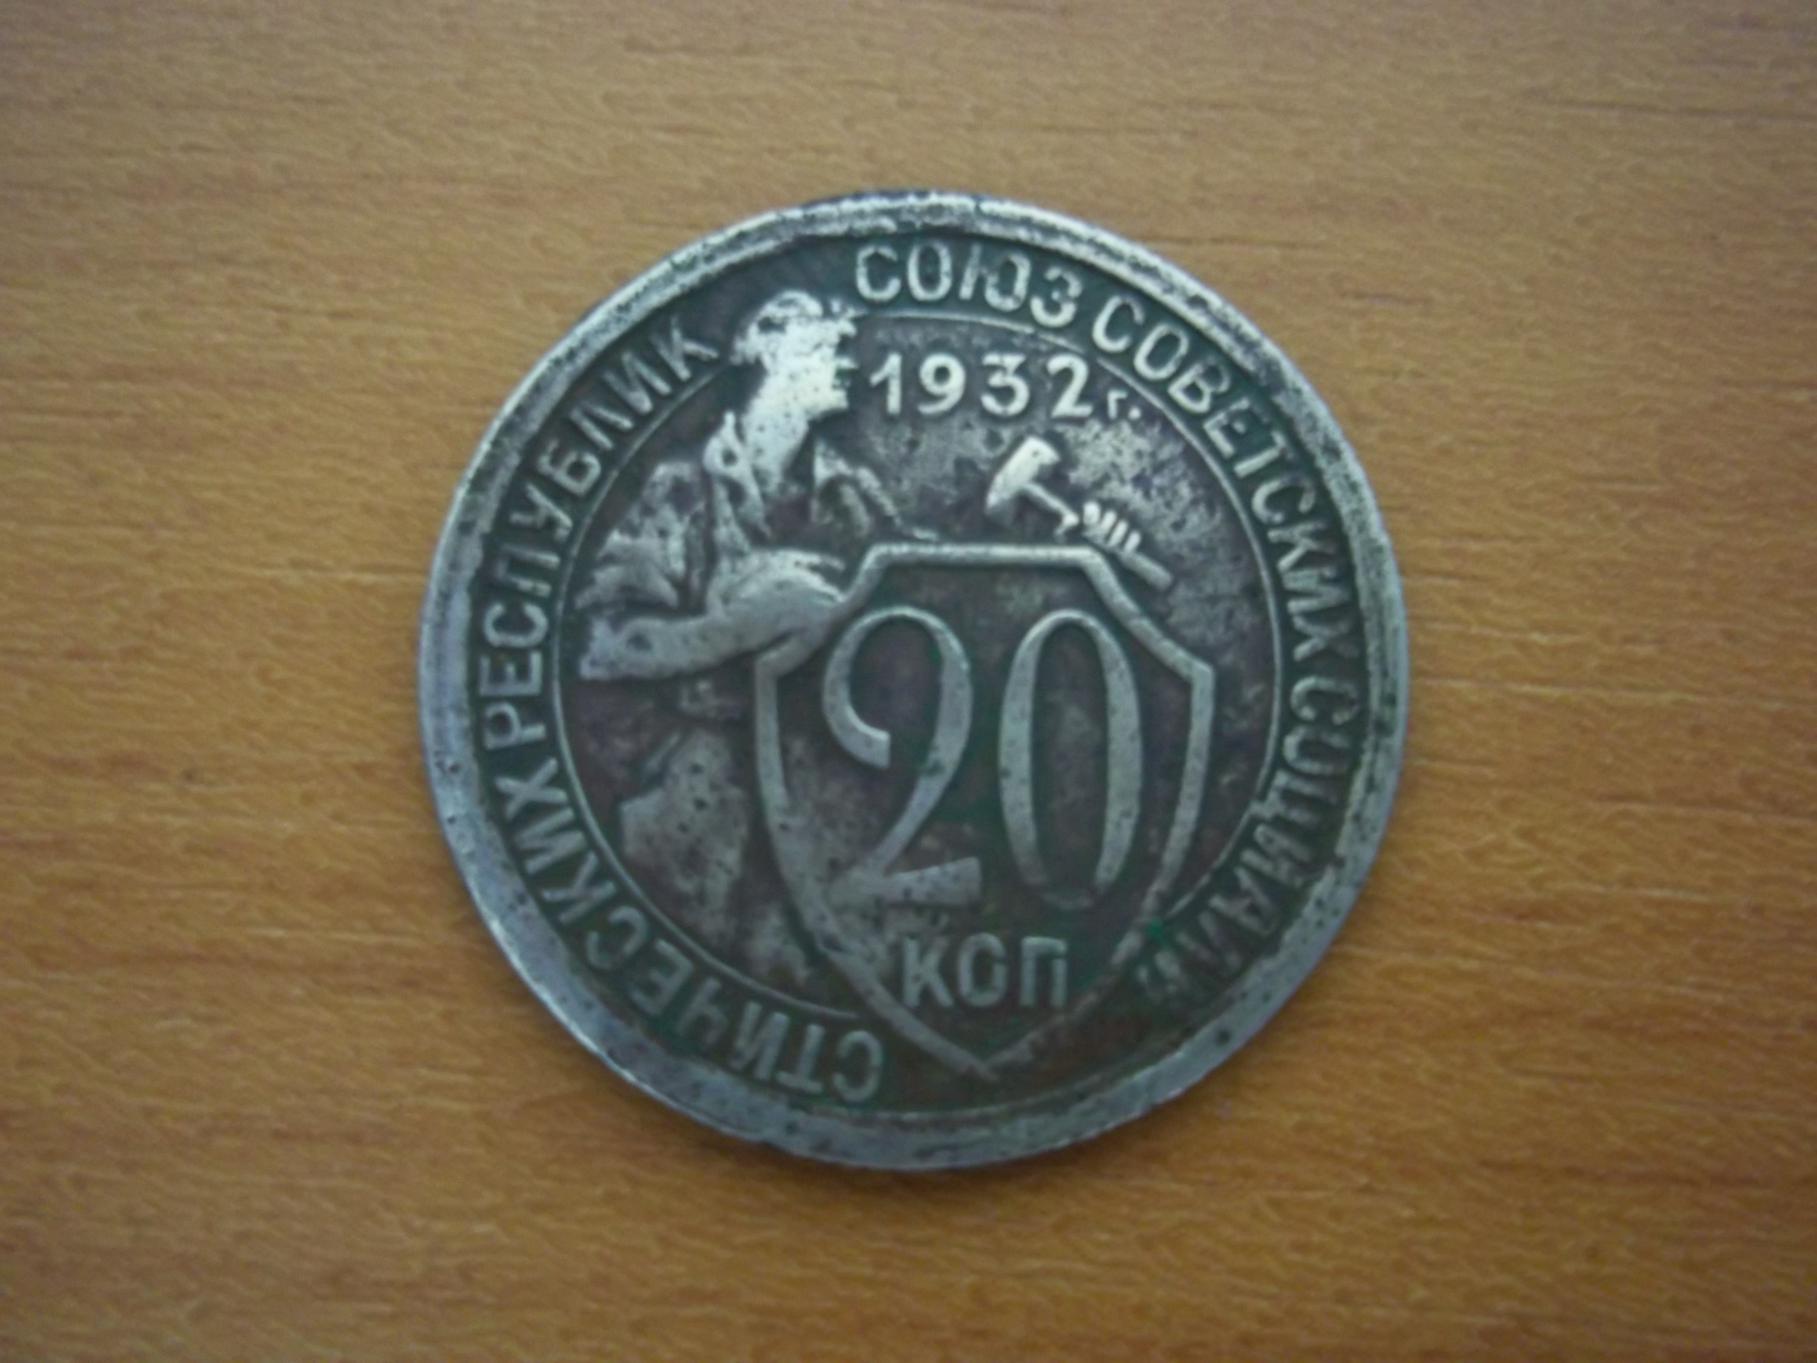 СОЮЗ СОВЕТСКИХ СОЦИАЛИСТИЧЕСКИХ РЕСПУБЛИК
1932 г.
20
КОП